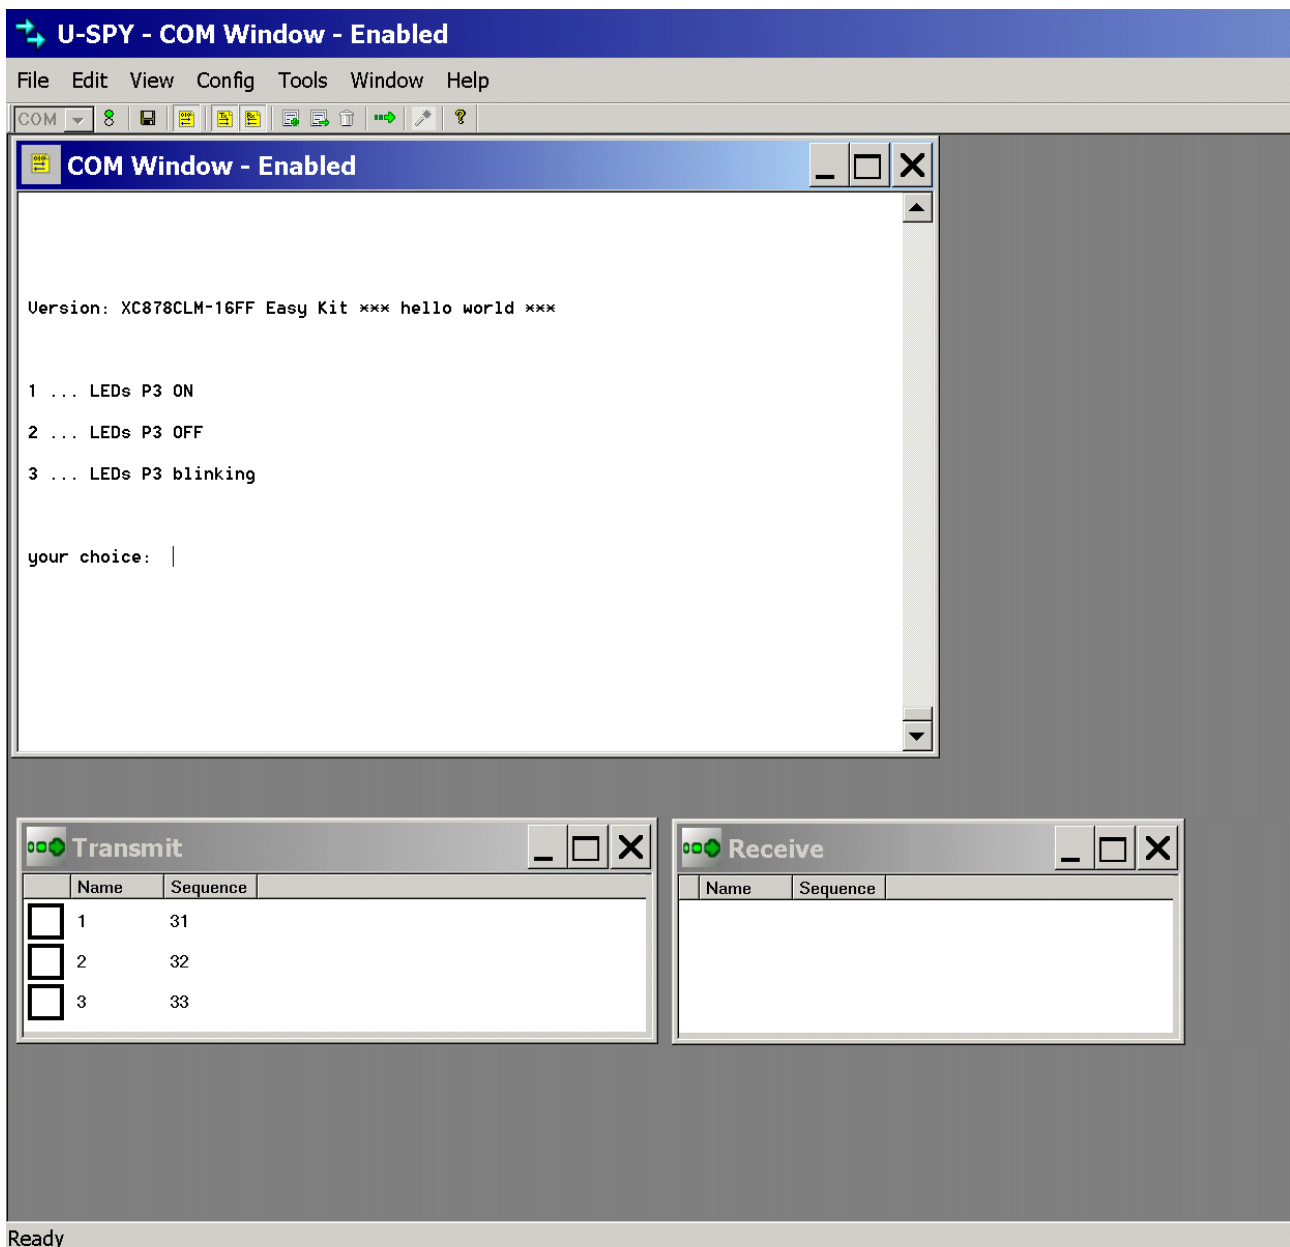 U-SPY - COM Window - Enabled
File Edit View Config Tools Window Help
COM
COM Window - Enabled
Version: XC878CLM-16FF Easy Kit *** hello world ***
1 ... LEDs P3 ON
2 ... LEDs P3 OFF
3 ... LEDs P3 blinking
your choice:
Transmit
Name Sequence
1 31
2 32
3 33
Receive
Name Sequence
Ready